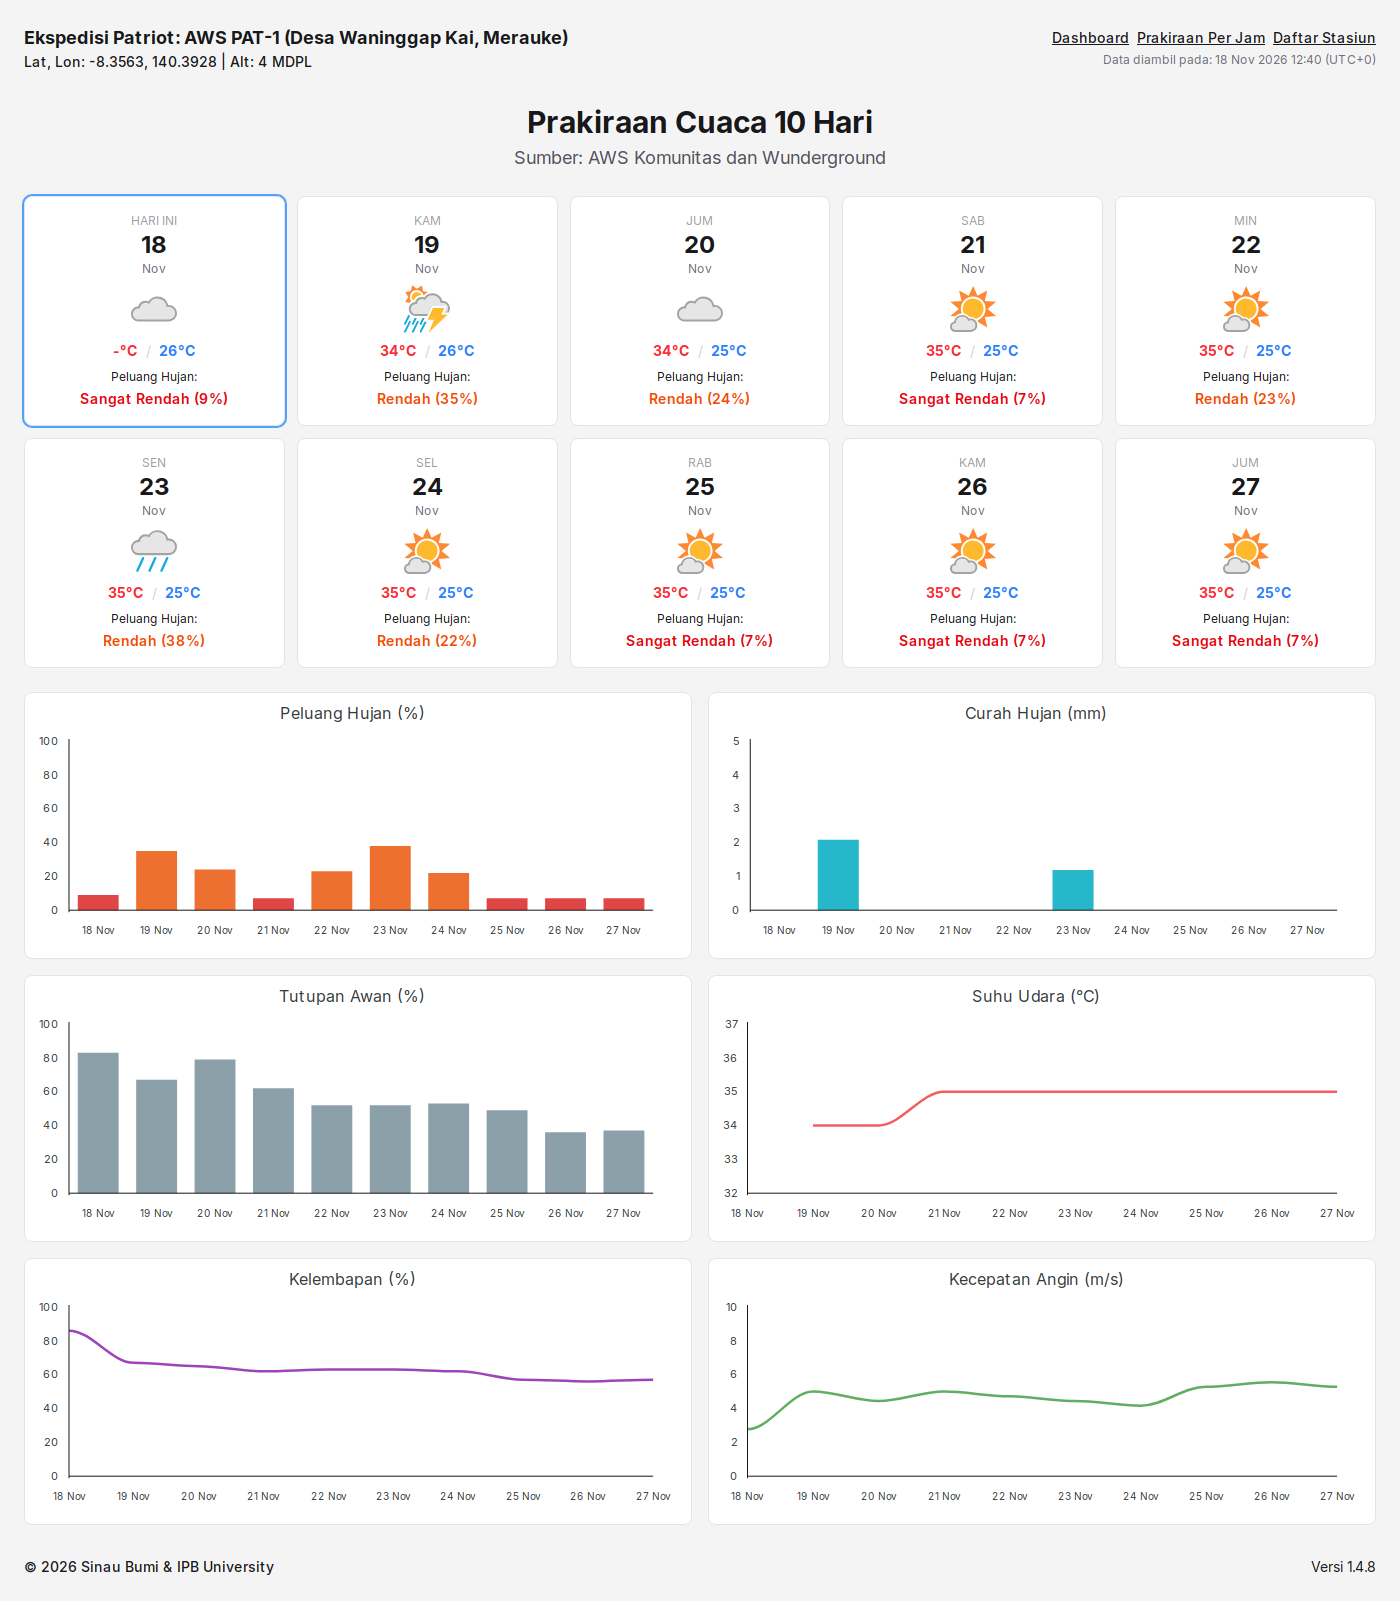 Ekspedisi Patriot: AWS PAT-1 (Desa Waninggap Kai, Merauke)
Lat, Lon: -8.3563, 140.3928 | Alt: 4 MDPL
Dashboard Prakiraan Per Jam Daftar Stasiun
Data diambil pada: 18 Nov 2026 12:40 (UTC+0)
Prakiraan Cuaca 10 Hari
Sumber: AWS Komunitas dan Wunderground
HARI INI
18
Nov
-°C / 26°C
Peluang Hujan:
Sangat Rendah (9%)
KAM
19
Nov
34°C / 26°C
Peluang Hujan:
Rendah (35%)
JUM
20
Nov
34°C / 25°C
Peluang Hujan:
Rendah (24%)
SAB
21
Nov
35°C / 25°C
Peluang Hujan:
Sangat Rendah (7%)
MIN
22
Nov
35°C / 25°C
Peluang Hujan:
Rendah (23%)
SEN
23
Nov
35°C / 25°C
Peluang Hujan:
Rendah (38%)
SEL
24
Nov
35°C / 25°C
Peluang Hujan:
Rendah (22%)
RAB
25
Nov
35°C / 25°C
Peluang Hujan:
Sangat Rendah (7%)
KAM
26
Nov
35°C / 25°C
Peluang Hujan:
Sangat Rendah (7%)
JUM
27
Nov
35°C / 25°C
Peluang Hujan:
Sangat Rendah (7%)
Peluang Hujan (%)
100
80
60
40
20
0
18 Nov 19 Nov 20 Nov 21 Nov 22 Nov 23 Nov 24 Nov 25 Nov 26 Nov 27 Nov
Curah Hujan (mm)
5
4
3
2
1
0
18 Nov 19 Nov 20 Nov 21 Nov 22 Nov 23 Nov 24 Nov 25 Nov 26 Nov 27 Nov
Tutupan Awan (%)
100
80
60
40
20
0
18 Nov 19 Nov 20 Nov 21 Nov 22 Nov 23 Nov 24 Nov 25 Nov 26 Nov 27 Nov
Suhu Udara (°C)
37
36
35
34
33
32
18 Nov 19 Nov 20 Nov 21 Nov 22 Nov 23 Nov 24 Nov 25 Nov 26 Nov 27 Nov
Kelembapan (%)
100
80
60
40
20
0
18 Nov 19 Nov 20 Nov 21 Nov 22 Nov 23 Nov 24 Nov 25 Nov 26 Nov 27 Nov
Kecepatan Angin (m/s)
10
8
6
4
2
0
18 Nov 19 Nov 20 Nov 21 Nov 22 Nov 23 Nov 24 Nov 25 Nov 26 Nov 27 Nov
© 2026 Sinau Bumi & IPB University
Versi 1.4.8